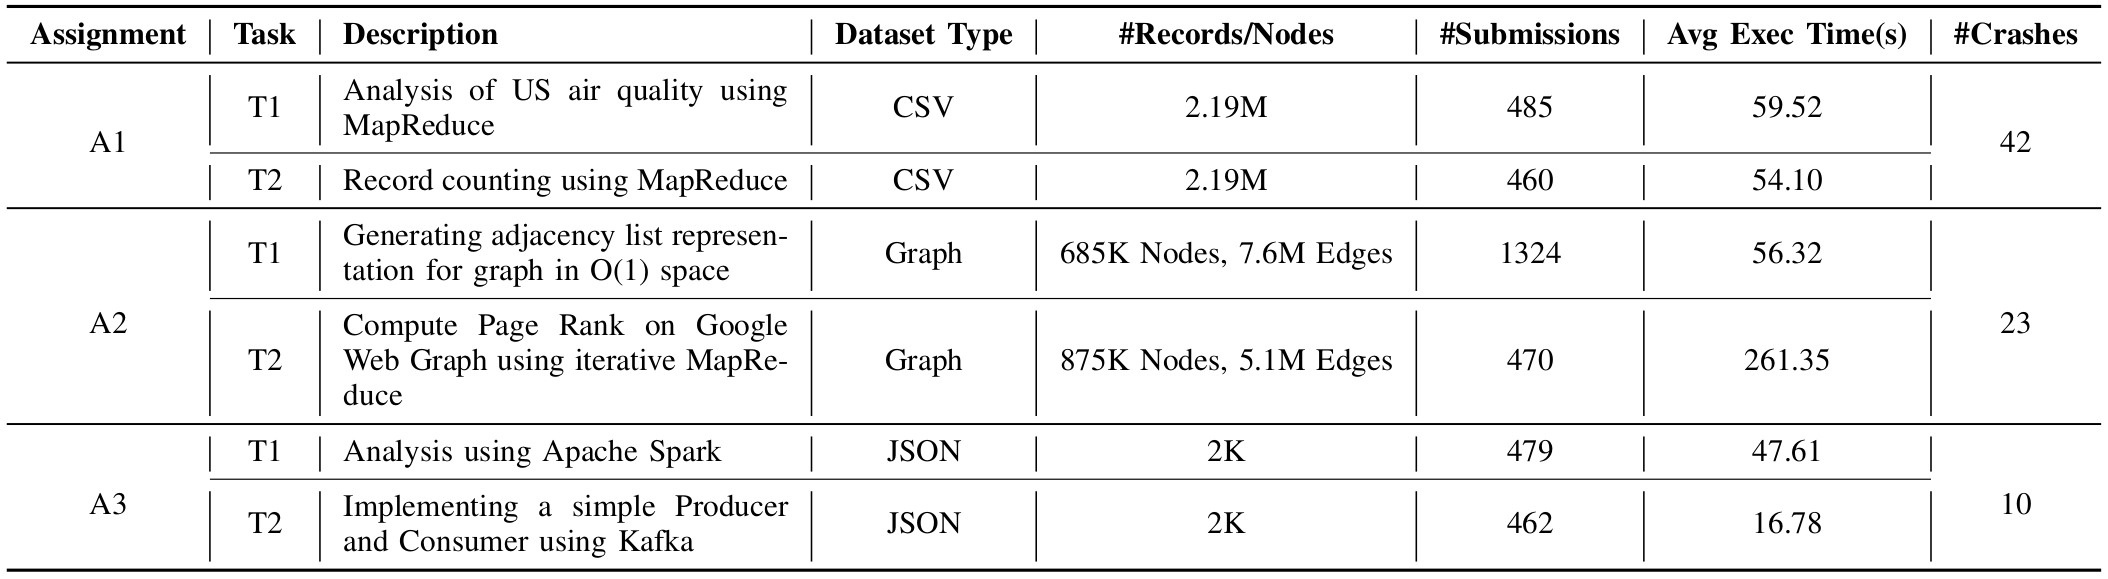 Assignment Task Description Dataset Type #Records/Nodes #Submissions Avg Exec Time(s) #Crashes
A1
T1
Analysis of US air quality using
MapReduce
CSV 2.19M 485 59.52
42
T2 Record counting using MapReduce CSV 2.19M 460 54.10
A2
T1
Generating adjacency list represen-
tation for graph in O(1) space
Graph 685K Nodes, 7.6M Edges 1324 56.32
23
T2
Compute Page Rank on Google
Web Graph using iterative MapRe-
duce
Graph 875K Nodes, 5.1M Edges 470 261.35
A3
T1 Analysis using Apache Spark JSON 2K 479 47.61
10
T2
Implementing a simple Producer
and Consumer using Kafka
JSON 2K 462 16.78